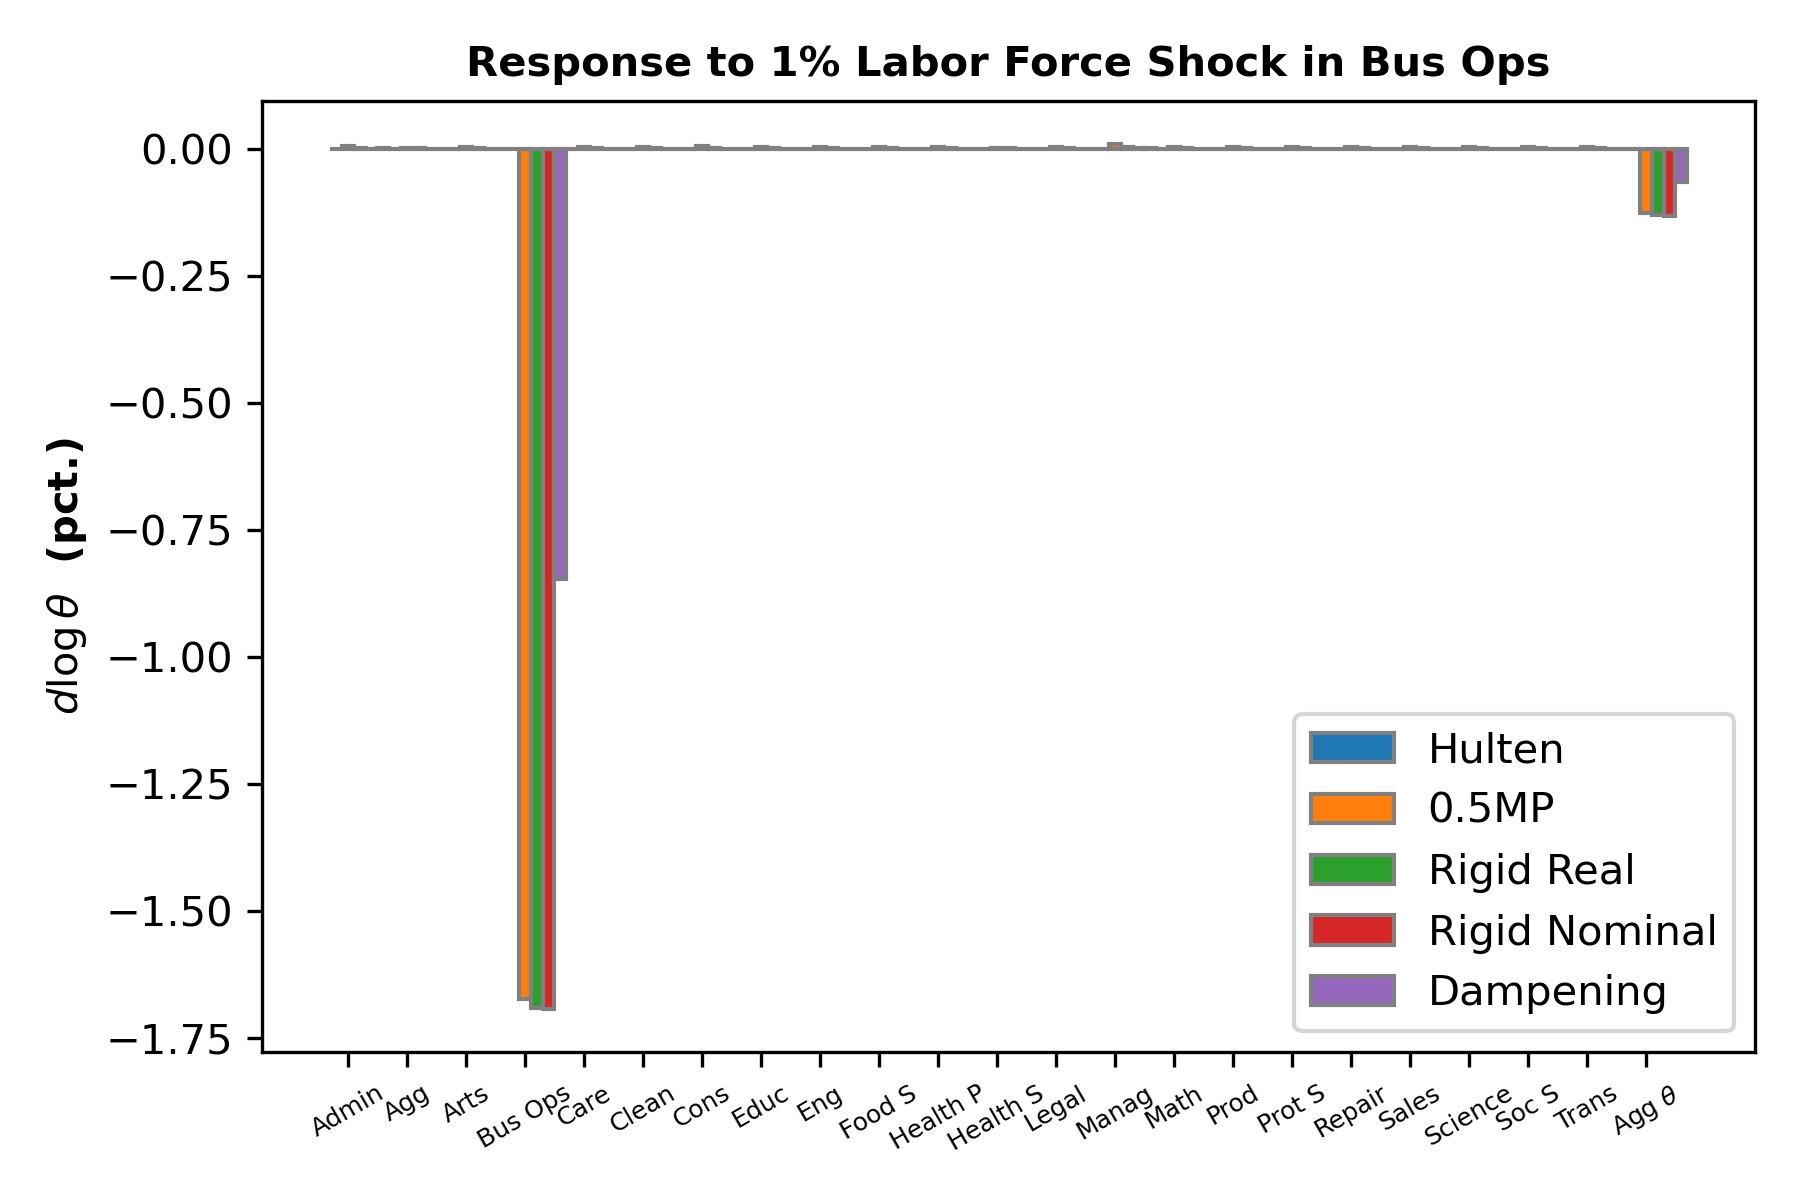 Response to 1% Labor Force Shock in Bus Ops
d log θ (pct.)
0.00
−0.25
−0.50
−0.75
−1.00
−1.25
−1.50
−1.75
Hulten
0.5MP
Rigid Real
Rigid Nominal
Dampening
Admin
Agg
Arts
Bus Ops
Care
Clean
Cons
Educ
Eng
Food S
Health P
Health S
Legal
Manag
Math
Prod
Prot S
Repair
Sales
Science
Soc S
Trans
Agg θ